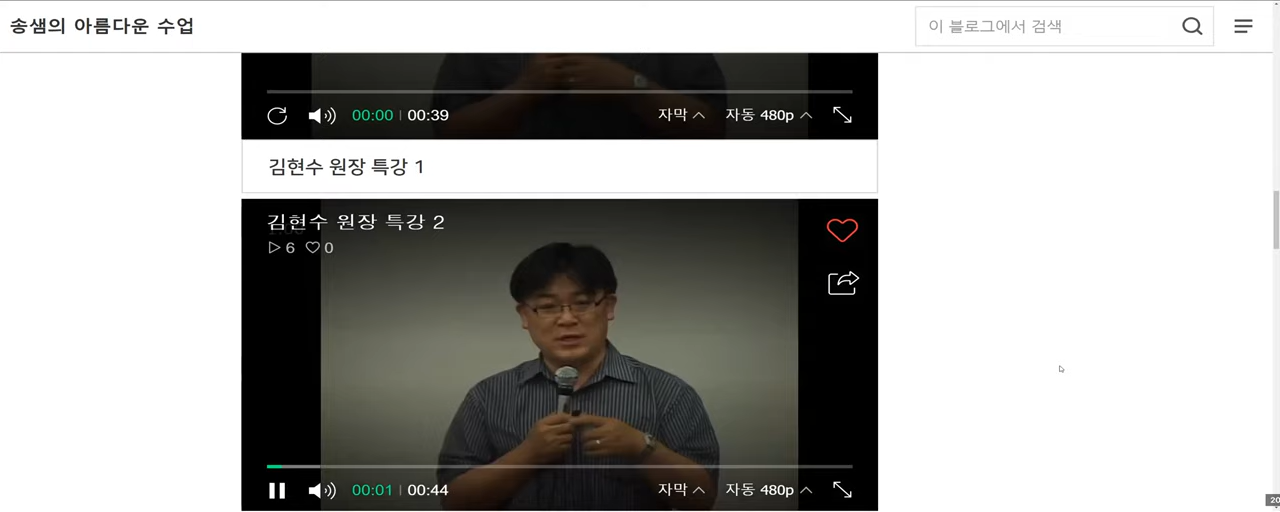 송샘의 아름다운 수업
이 블로그에서 검색
00:00 00:39 자막 자동 480p
김현수 원장 특강 1
김현수 원장 특강 2
6 0
00:01 00:44 자막 자동 480p
20